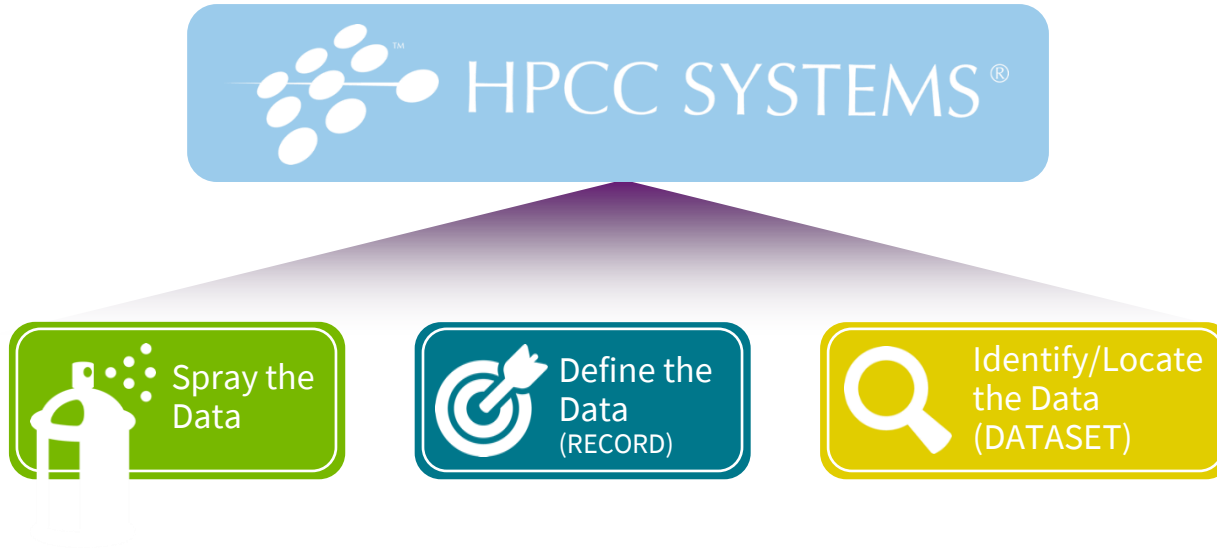 HPCC SYSTEMS®
™
Spray the
Data
Define the
Data
(RECORD)
Identify/Locate
the Data
(DATASET)